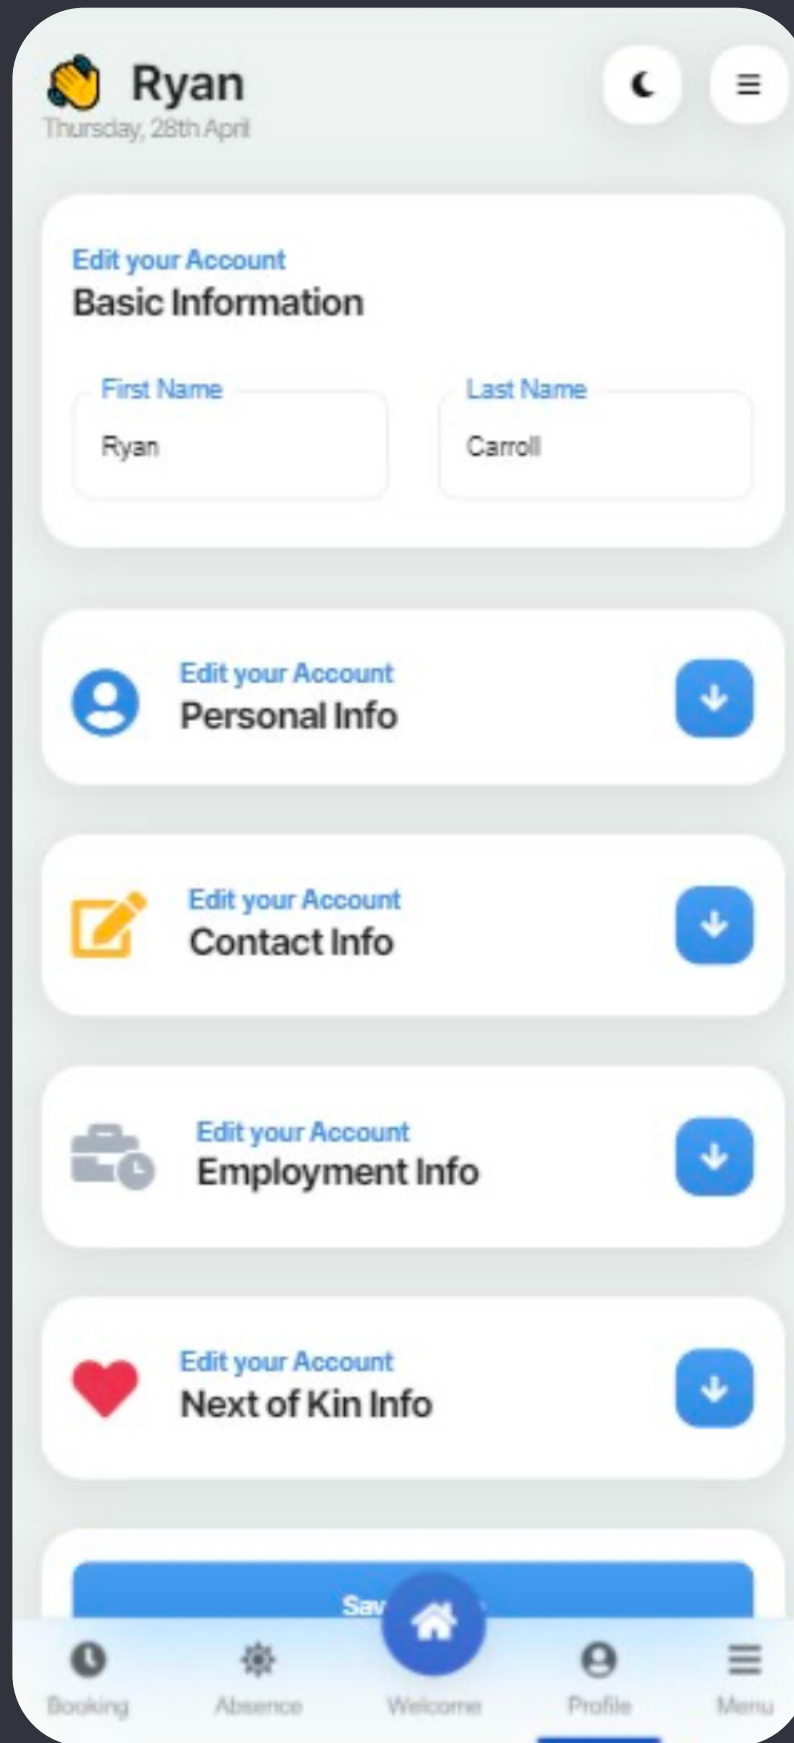 Ryan
Thursday, 28th April
Edit your Account
Basic Information
First Name
Last Name
Ryan
Carroll
Edit your Account
Personal Info
Edit your Account
Contact Info
Edit your Account
Employment Info
Edit your Account
Next of Kin Info
Booking
Absence
Welcome
Profile
Menu